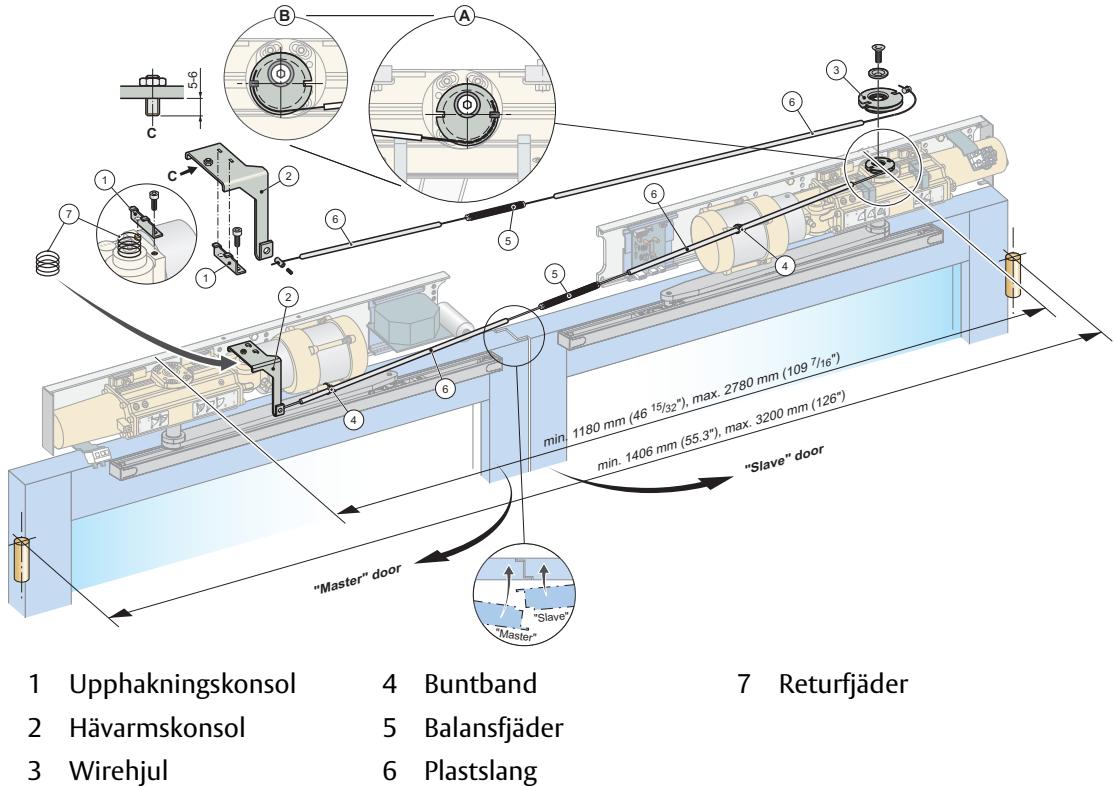 B
A
5-6
C
3
6
C
2
1
7
6
5
6
1
4
5
2
6
4
min. 1180 mm (46 15/32"), max. 2780 mm (109 7/16")
min. 1406 mm (55.3"), max. 3200 mm (126")
"Slave" door
"Master" door
"Slave"
"Master"
1 Upphakningskonsol
2 Hävarmskonsol
3 Wirehjul
4 Buntband
5 Balansfjäder
6 Plastslang
7 Returfjäder